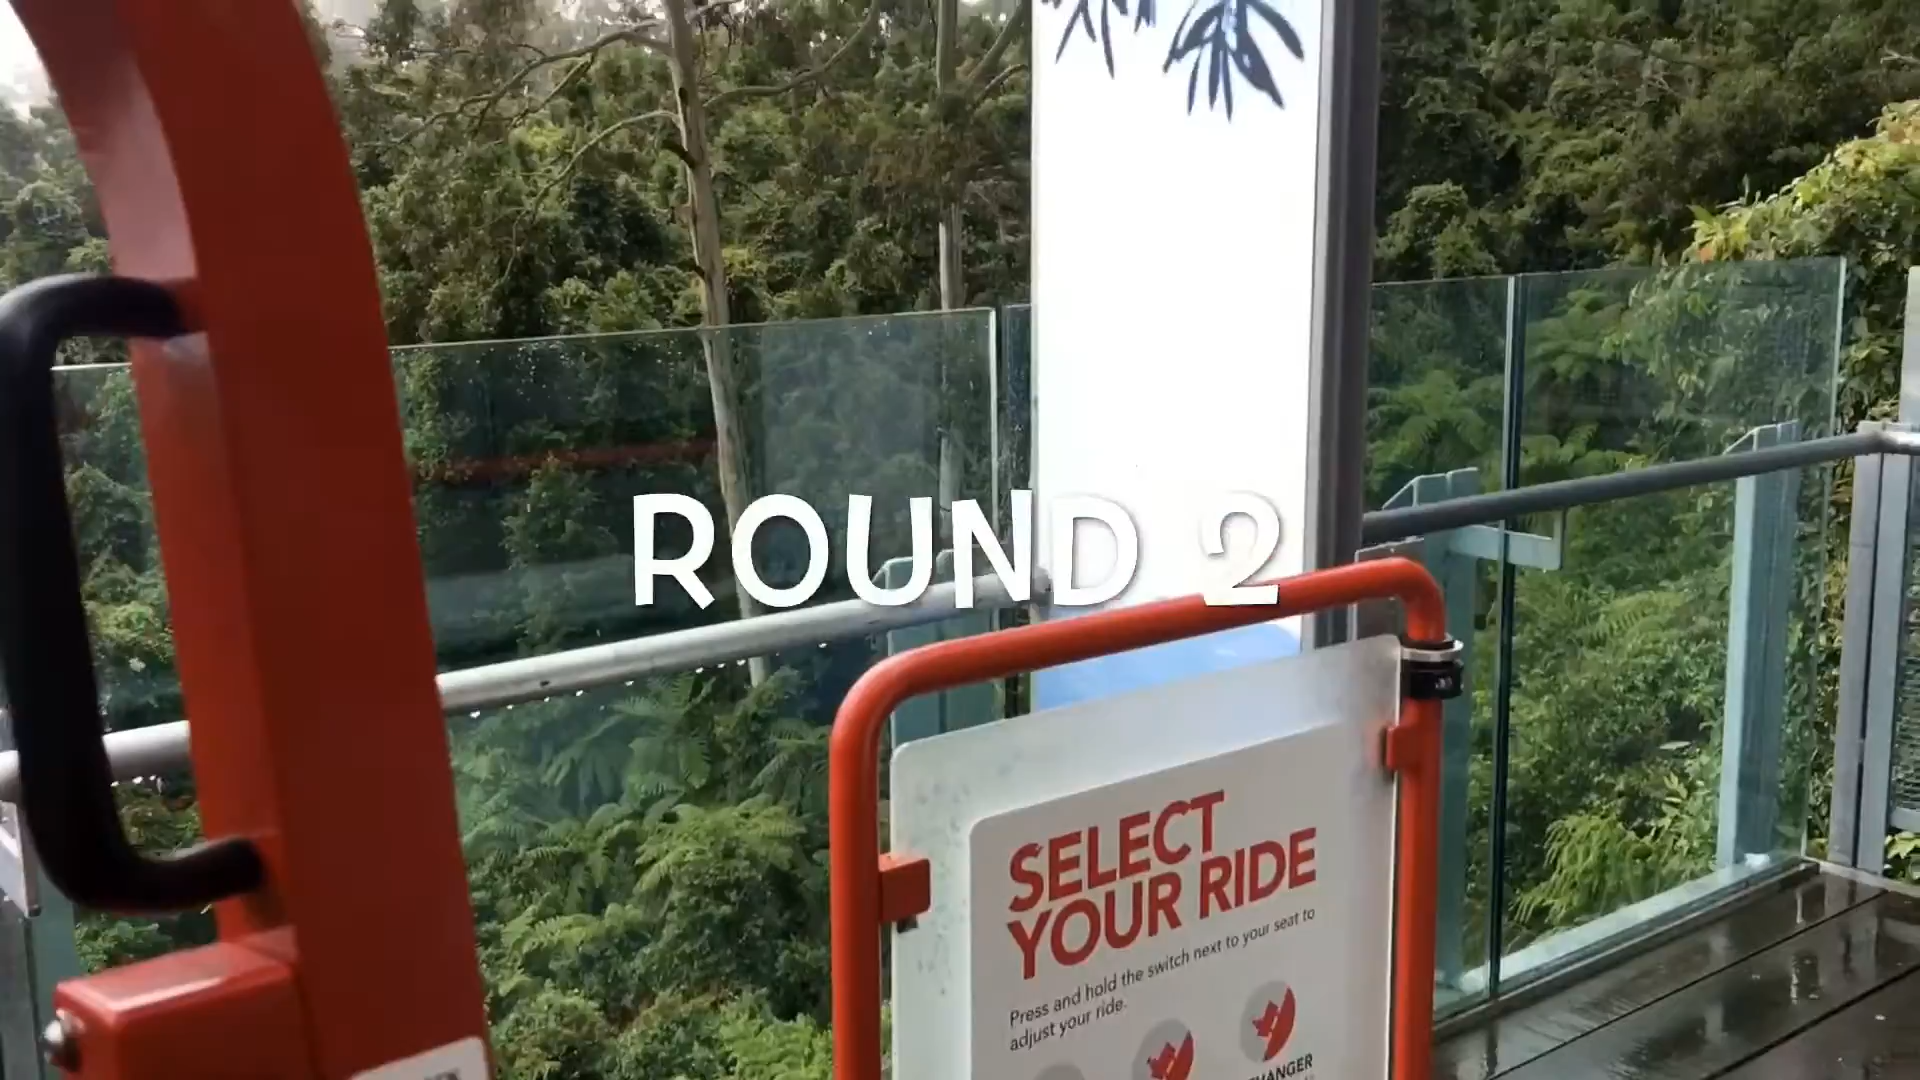 ROUND 2
SELECT
YOUR RIDE
Press and hold the switch next to your seat to
adjust your ride.